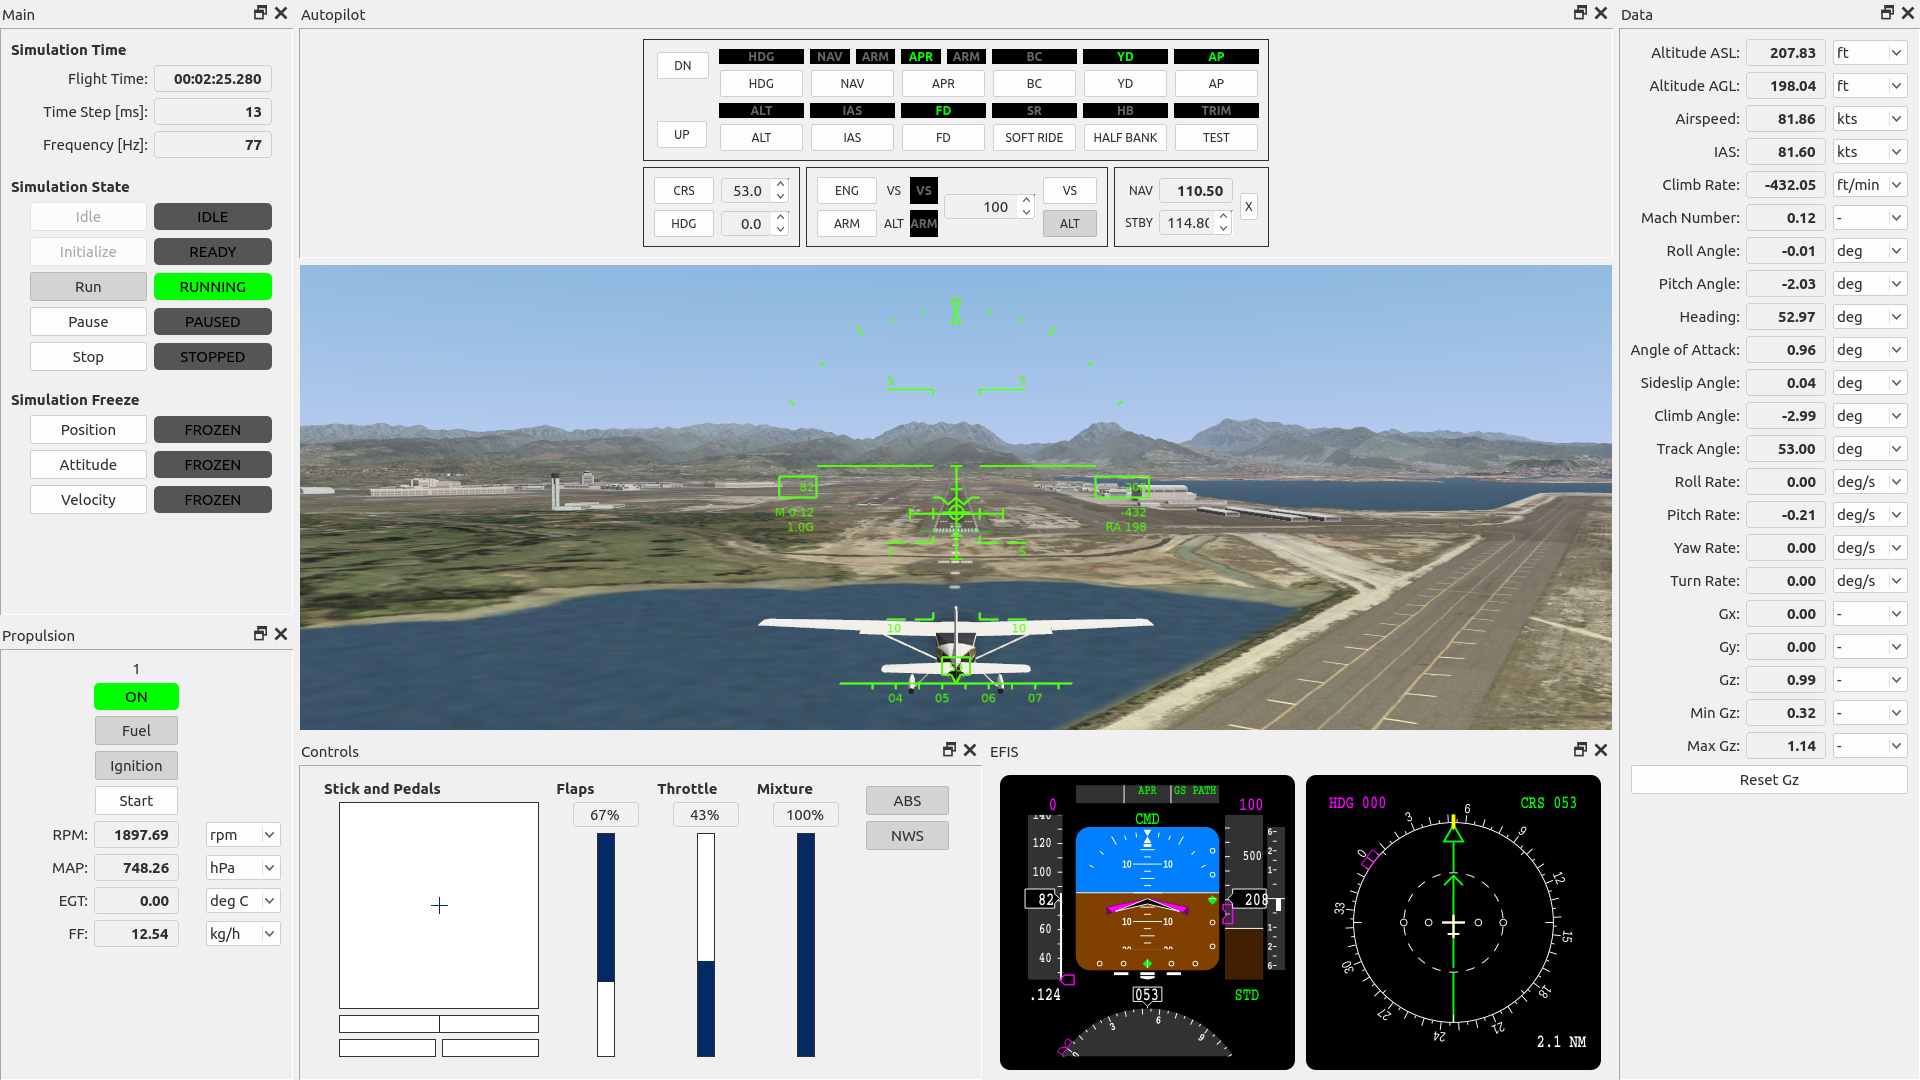 Main
Simulation Time
Flight Time: 00:02:25.280
Time Step [ms]: 13
Frequency [Hz]: 77
Simulation State
Idle IDLE
Initialize READY
Run RUNNING
Pause PAUSED
Stop STOPPED
Simulation Freeze
Position FROZEN
Attitude FROZEN
Velocity FROZEN
Propulsion
1
ON
Fuel
Ignition
Start
RPM: 1897.69 rpm
MAP: 748.26 hPa
EGT: 0.00 deg C
FF: 12.54 kg/h
Autopilot
HDG NAV ARM APR ARM BC YD AP
DN HDG NAV APR BC YD AP
ALT IAS FD SR HB TRIM
UP ALT IAS FD SOFT RIDE HALF BANK TEST
CRS 53.0 ENG VS VS 100 VS NAV 110.50 X
HDG 0.0 ARM ALT ARM ALT STBY
5 5
82
M 0.12 -432
1.0G RA 198
5 5
10 10
04 05 06 07
Controls
Stick and Pedals Flaps Throttle Mixture
67% 43% 100%
ABS
NWS
EFIS
0 APR GS PATH 100
CMD
140
120
100
82
60
40
.124
10 10
10 10
20 20
6
2
1
500
208
1
2
6
053 STD
0 3 6 9
HDG 000 CRS 053
0 3 6 9 12 15 18 21 24 27 30 33
2.1 NM
Data
Altitude ASL: 207.83 ft
Altitude AGL: 198.04 ft
Airspeed: 81.86 kts
IAS: 81.60 kts
Climb Rate: -432.05 ft/min
Mach Number: 0.12 -
Roll Angle: -0.01 deg
Pitch Angle: -2.03 deg
Heading: 52.97 deg
Angle of Attack: 0.96 deg
Sideslip Angle: 0.04 deg
Climb Angle: -2.99 deg
Track Angle: 53.00 deg
Roll Rate: 0.00 deg/s
Pitch Rate: -0.21 deg/s
Yaw Rate: 0.00 deg/s
Turn Rate: 0.00 deg/s
Gx: 0.00 -
Gy: 0.00 -
Gz: 0.99 -
Min Gz: 0.32 -
Max Gz: 1.14 -
Reset Gz